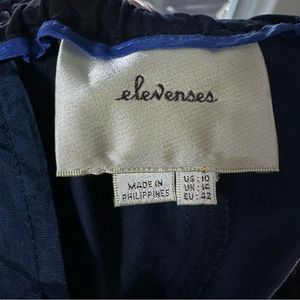 elevenses
MADE IN
PHILIPPINES
US: 10
UK: 14
EU: 42